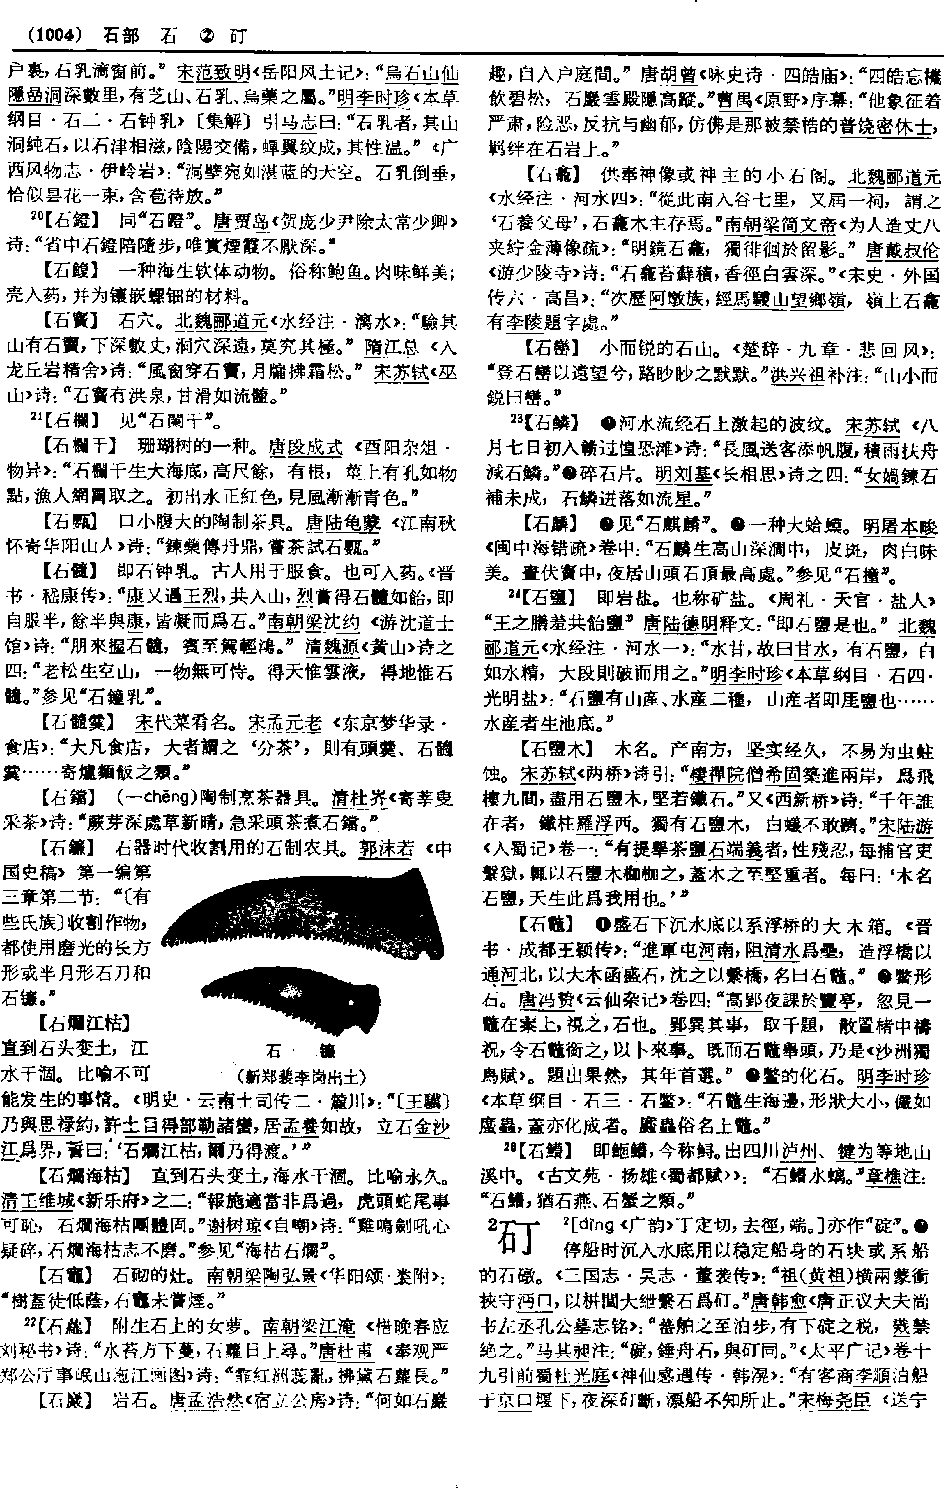 (1004) 石部 石 ② 矴
户裏，石乳滴窗前。”宋范致明《岳阳风土记》：“烏石山仙
隱嵒洞深數里，有芝山、石乳、烏藥之屬。”明李时珍《本草
纲目·石二·石钟乳》〔集解〕引马志曰：“石乳者，其山
洞纯石，以石津相滋，陰陽交備，蟬翼纹成，其性温。”《广
西风物志·伊岭岩》：“洞壁宛如湛蓝的天空。石乳倒垂，
恰似昙花一束，含苞待放。”
20【石鐙】 同“石磴”。唐贾岛《贺庞少尹除太常少卿》
诗：“省中石鐙陪隨步，唯賞煙霞不厭深。”
【石鍐】 一种海生软体动物。俗称鲍鱼。肉味鲜美；
壳入药，并为镶嵌螺钿的材料。
【石竇】 石穴。北魏郦道元《水经注·漓水》：“驗其
山有石竇，下深數丈，洞穴深遠，莫究其極。”隋江总《入
龙丘岩精舍》诗：“風窗穿石竇，月牖拂霜松。”宋苏轼《巫
山》诗：“石竇有洪泉，甘滑如流髓。”
21【石欄】 见“石闌干”。
【石欄干】 珊瑚树的一种。唐段成式《酉阳杂俎·
物异》：“石欄干生大海底，高尺餘，有根，莖上有孔如物
點，漁人網罥取之。初出水正红色，見風漸漸青色。”
【石甒】 口小腹大的陶制茶具。唐陆龟蒙《江南秋
怀寄华阳山人》诗：“鍊藥傳丹鼎，嘗茶試石甒。”
【石髓】 即石钟乳。古人用于服食。也可入药。《晋
书·嵇康传》：“康又遇王烈，共入山，烈嘗得石髓如飴，即
自服半，餘半與康，皆凝而爲石。”南朝梁沈约《游沈道士
馆》诗：“朋來握石髓，賓至駕輕鴻。”清魏源《黄山》诗之
四：“老松生空山，一物無可恃。得天惟雲液，得地惟石
髓。”参见“石鐘乳”。
【石髓羹】 宋代菜肴名。宋孟元老《东京梦华录·
食店》：“大凡食店，大者謂之‘分茶’，則有頭羹、石髓
羹……寄爐麵飯之類。”
【石鐺】 （—chēng）陶制烹茶器具。清杜岕《寄莘叟
采茶》诗：“蕨芽深處草新晴，急采頭茶煮石鐺。”
【石鐮】 石器时代收割用的石制农具。郭沫若《中
国史稿》第一编第
三章第二节：“〔有
些氏族〕收割作物，
都使用磨光的长方
形或半月形石刀和
石镰。”
【石爛江枯】
直到石头变土，江
水干涸。比喻不可
石 镰
（新郑裴李岗出土）
能发生的事情。《明史·云南土司传二·麓川》：“〔王驥〕
乃與思禄約，許土目得部勒諸蠻，居孟養如故，立石金沙
江爲界，誓曰：‘石爛江枯，爾乃得渡。’”
【石爛海枯】 直到石头变土，海水干涸。比喻永久。
清王维城《新乐府》之二：“報施適當非爲過，虎頭蛇尾事
可恥，石爛海枯團體固。”谢树琼《自嘲》诗：“雞鳴劍吼心
疑碎，石爛海枯志不磨。”参见“海枯石爛”。
【石竈】 石砌的灶。南朝梁陶弘景《华阳颂·类附》：
“樹蓋徒低蔭，石竈未嘗煙。”
22【石蘿】 附生石上的女萝。南朝梁江淹《惜晚春应
刘秘书》诗：“水苔方下蔓，石蘿日上尋。”唐杜甫《奉观严
郑公厅事岷山沱江画图》诗：“霏红洲蕊亂，拂黛石蘿長。”
【石巖】 岩石。唐孟浩然《宿立公房》诗：“何如石巖
趣，自入户庭間。”唐胡曾《咏史诗·四皓庙》：“四皓忘機
飲碧松，石巖雲殿隱高蹤。”曹禺《原野》序幕：“他象征着
严肃，险恶，反抗与幽郁，仿佛是那被禁梏的普饶密休士，
羁绊在石岩上。”
【石龕】 供奉神像或神主的小石阁。北魏郦道元
《水经注·河水四》：“從此南入谷七里，又屆一祠，謂之
‘石養父母’，石龕木主存焉。”南朝梁简文帝《为人造丈八
夹紵金薄像疏》：“明鏡石龕，獨徘徊於留影。”唐戴叔伦
《游少陵寺》诗：“石龕苔蘚積，香徑白雲深。”《宋史·外国
传六·高昌》：“次歷阿墩族，經馬鬃山望鄉嶺，嶺上石龕
有李陵題字處。”
【石巒】 小而锐的石山。《楚辞·九章·悲回风》：
“登石巒以遠望兮，路眇眇之默默。”洪兴祖补注：“山小而
鋭曰巒。”
23【石鱗】 ❶河水流经石上激起的波纹。宋苏轼《八
月七日初入赣过惶恐滩》诗：“長風送客添帆腹，積雨扶舟
減石鱗。”❷碎石片。明刘基《长相思》诗之四：“女媧鍊石
補未成，石鱗迸落如流星。”
【石麟】 ❶见“石麒麟”。❷一种大蛤蟆。明屠本畯
《闽中海错疏》卷中：“石麟生高山深澗中，皮斑，肉白味
美。晝伏竇中，夜居山頭石頂最高處。”参见“石撞”。
24【石鹽】 即岩盐。也称矿盐。《周礼·天官·盐人》
“王之膳羞共飴鹽”唐陆德明释文：“即石鹽是也。”北魏
郦道元《水经注·河水一》：“水甘，故曰甘水，有石鹽，白
如水精，大段則破而用之。”明李时珍《本草纲目·石四·
光明盐》：“石鹽有山産、水産二種，山産者即厓鹽也……
水産者生池底。”
【石鹽木】 木名。产南方，坚实经久，不易为虫蛀
蚀。宋苏轼《两桥》诗引：“棲禪院僧希固築進兩岸，爲飛
樓九間，盡用石鹽木，堅若鐵石。”又《西新桥》诗：“千年誰
在者，鐵柱羅浮西。獨有石鹽木，白蟻不敢躋。”宋陆游
《入蜀记》卷一：“有提舉茶鹽石端義者，性殘忍，每捕官吏
繫獄，輒以石鹽木枷枷之，蓋木之至堅重者。每曰：‘木名
石鹽，天生此爲我用也。’”
【石鼈】 ❶盛石下沉水底以系浮桥的大木箱。《晋
书·成都王颖传》：“進軍屯河南，阻清水爲壘，造浮橋以
通河北，以大木函盛石，沈之以繫橋，名曰石鼈。”❷鳖形
石。唐冯贽《云仙杂记》卷四：“高郢夜課於豐亭，忽見一
鼈在案上，視之，石也。郢異其事，取千題，散置楮中禱
祝，令石鼈銜之，以卜來事。既而石鼈舉頭，乃是《沙洲獨
鳥賦》。題出果然，其年首選。”❸鳖的化石。明李时珍
《本草纲目·石三·石鳖》：“石鼈生海邊，形狀大小，儼如
䗪蟲，蓋亦化成者。䗪蟲俗名土鼈。”
【石鱨】 即鮠鱨，今称鲟。出四川泸州、犍为等地山
溪中。《古文苑·扬雄〈蜀都赋〉》：“石鱨水螭。”章樵注：
“石鱨，猶石燕、石蟹之類。”
2矴 ²[dìng《广韵》丁定切，去徑，端。]亦作“碇”。❶
停船时沉入水底用以稳定船身的石块或系船
的石礅。《三国志·吴志·董袭传》：“祖（黄祖）横兩蒙衝
挾守沔口，以栟閭大紲繫石爲矴。”唐韩愈《唐正议大夫尚
书左丞孔公墓志铭》：“蕃舶之至泊步，有下碇之税，戣禁
絶之。”马其昶注：“碇，錘舟石，與矴同。”《太平广记》卷十
九引前蜀杜光庭《神仙感遇传·韩滉》：“有客商李順泊船
于京口堰下，夜深矴斷，漂船不知所止。”宋梅尧臣《送宁